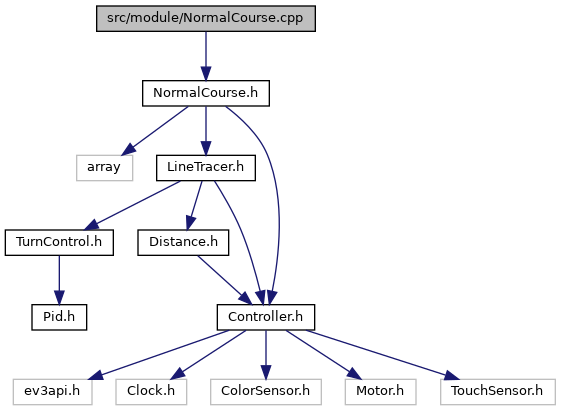 src/module/NormalCourse.cpp
NormalCourse.h
array
LineTracer.h
TurnControl.h
Distance.h
Pid.h
Controller.h
ev3api.h
Clock.h
ColorSensor.h
Motor.h
TouchSensor.h